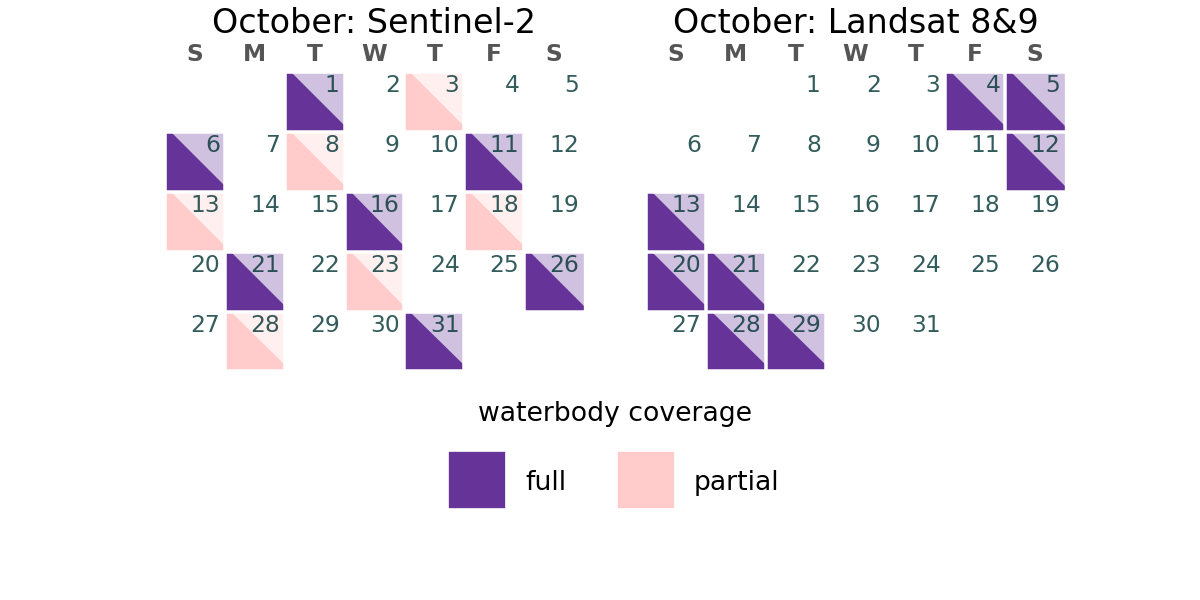 October: Sentinel-2
S M T W T F S
1 2 3 4 5
6 7 8 9 10 11 12
13 14 15 16 17 18 19
20 21 22 23 24 25 26
27 28 29 30 31
October: Landsat 8&9
S M T W T F S
1 2 3 4 5
6 7 8 9 10 11 12
13 14 15 16 17 18 19
20 21 22 23 24 25 26
27 28 29 30 31
waterbody coverage
full partial